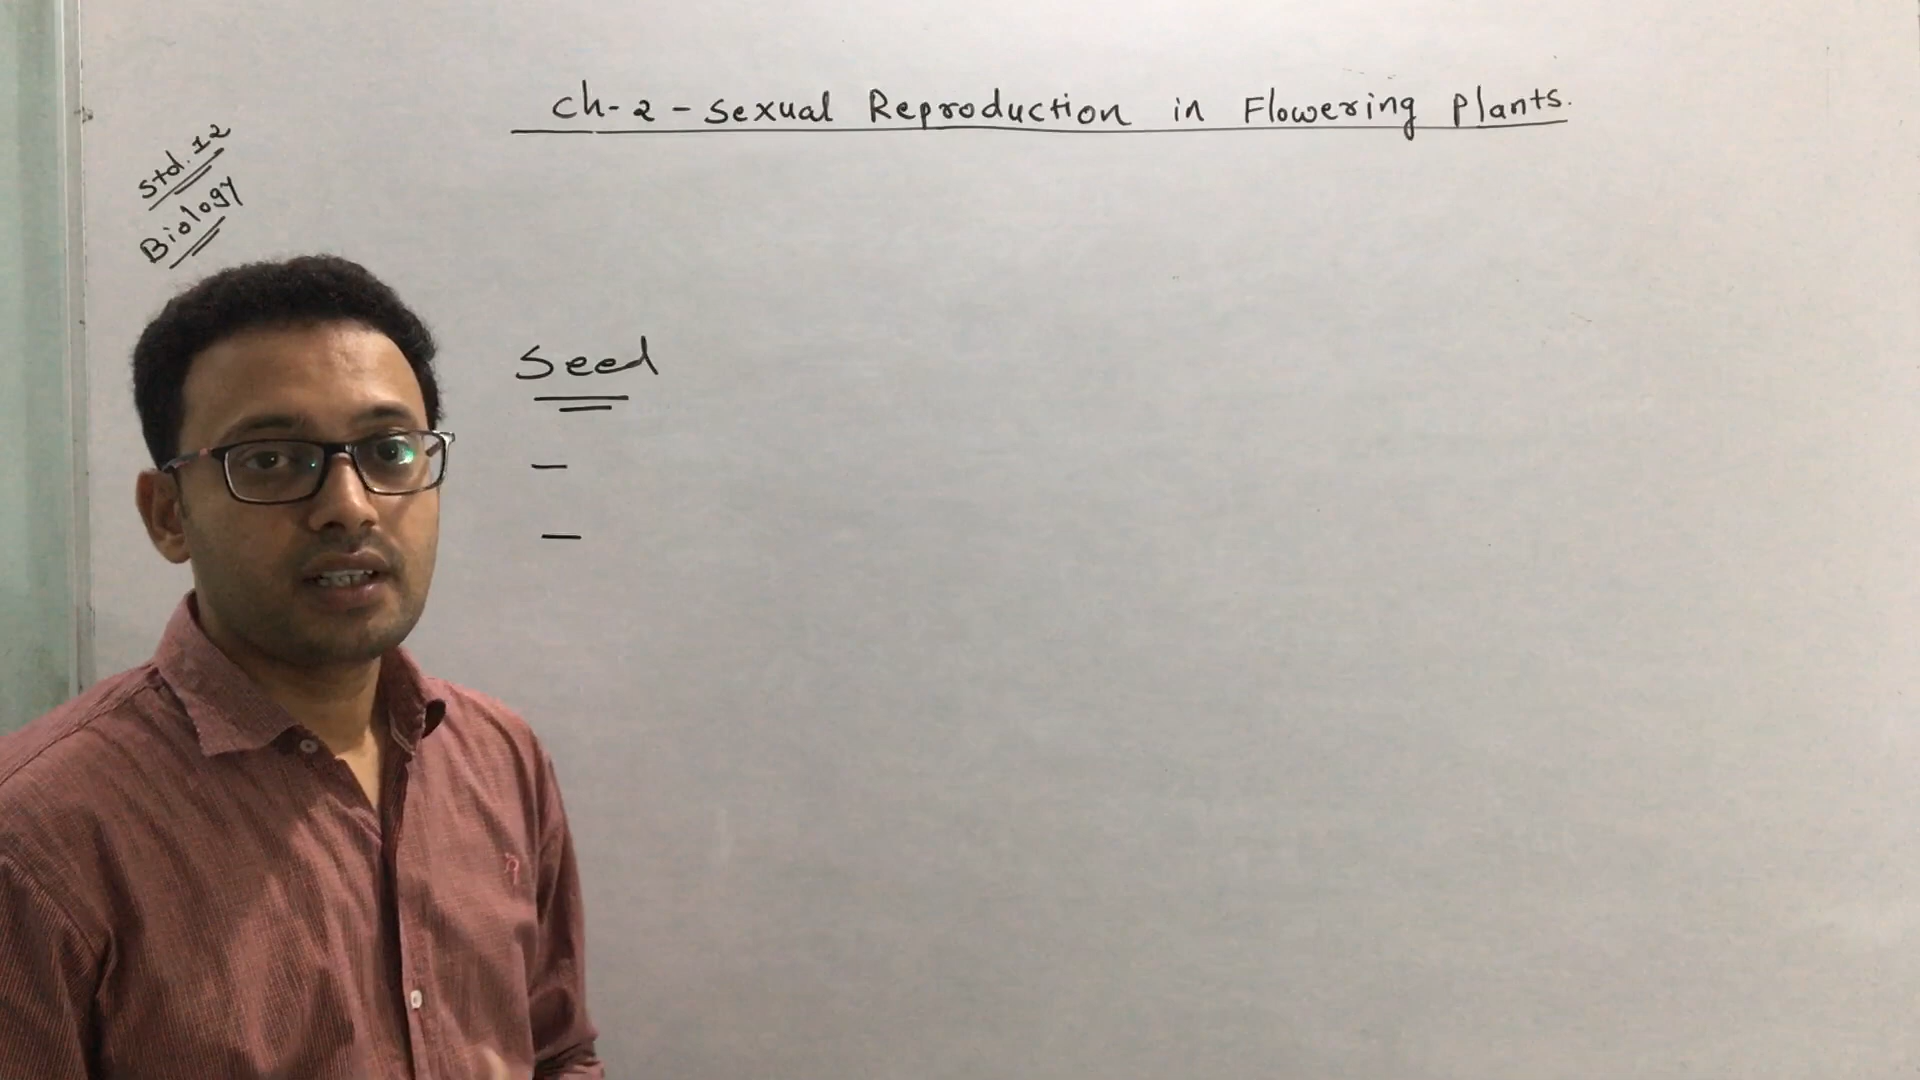 Ch-2 - Sexual Reproduction in Flowering Plants.
Std. 12
Biology
Seed
-
-